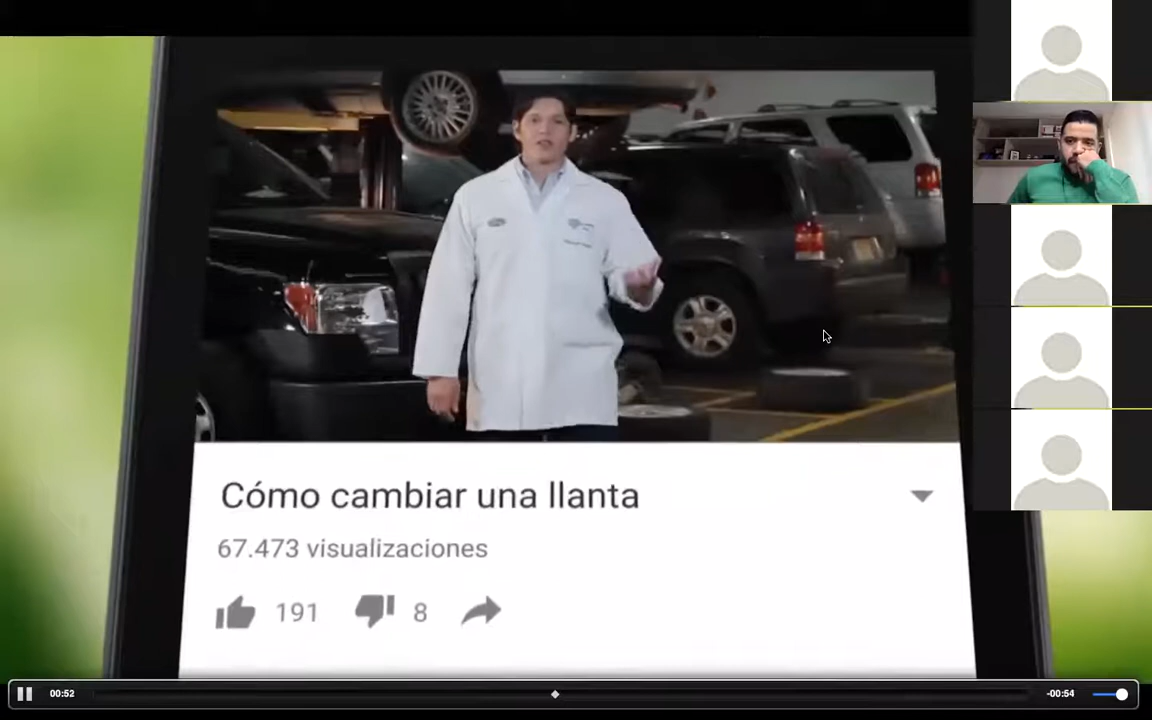 Cómo cambiar una llanta
67.473 visualizaciones
191 8
00:52 -00:54